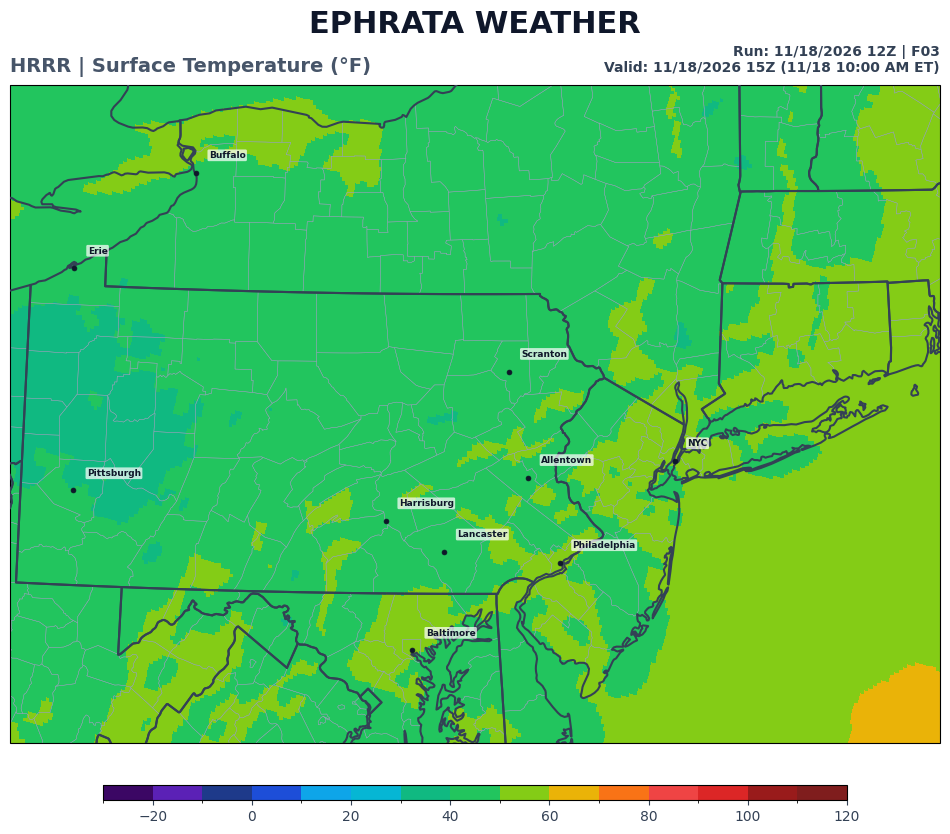 EPHRATA WEATHER
HRRR | Surface Temperature (°F)
Run: 11/18/2026 12Z | F03
Valid: 11/18/2026 15Z (11/18 10:00 AM ET)
Buffalo
Erie
Scranton
NYC
Allentown
Pittsburgh
Harrisburg
Lancaster
Philadelphia
Baltimore
−20 0 20 40 60 80 100 120